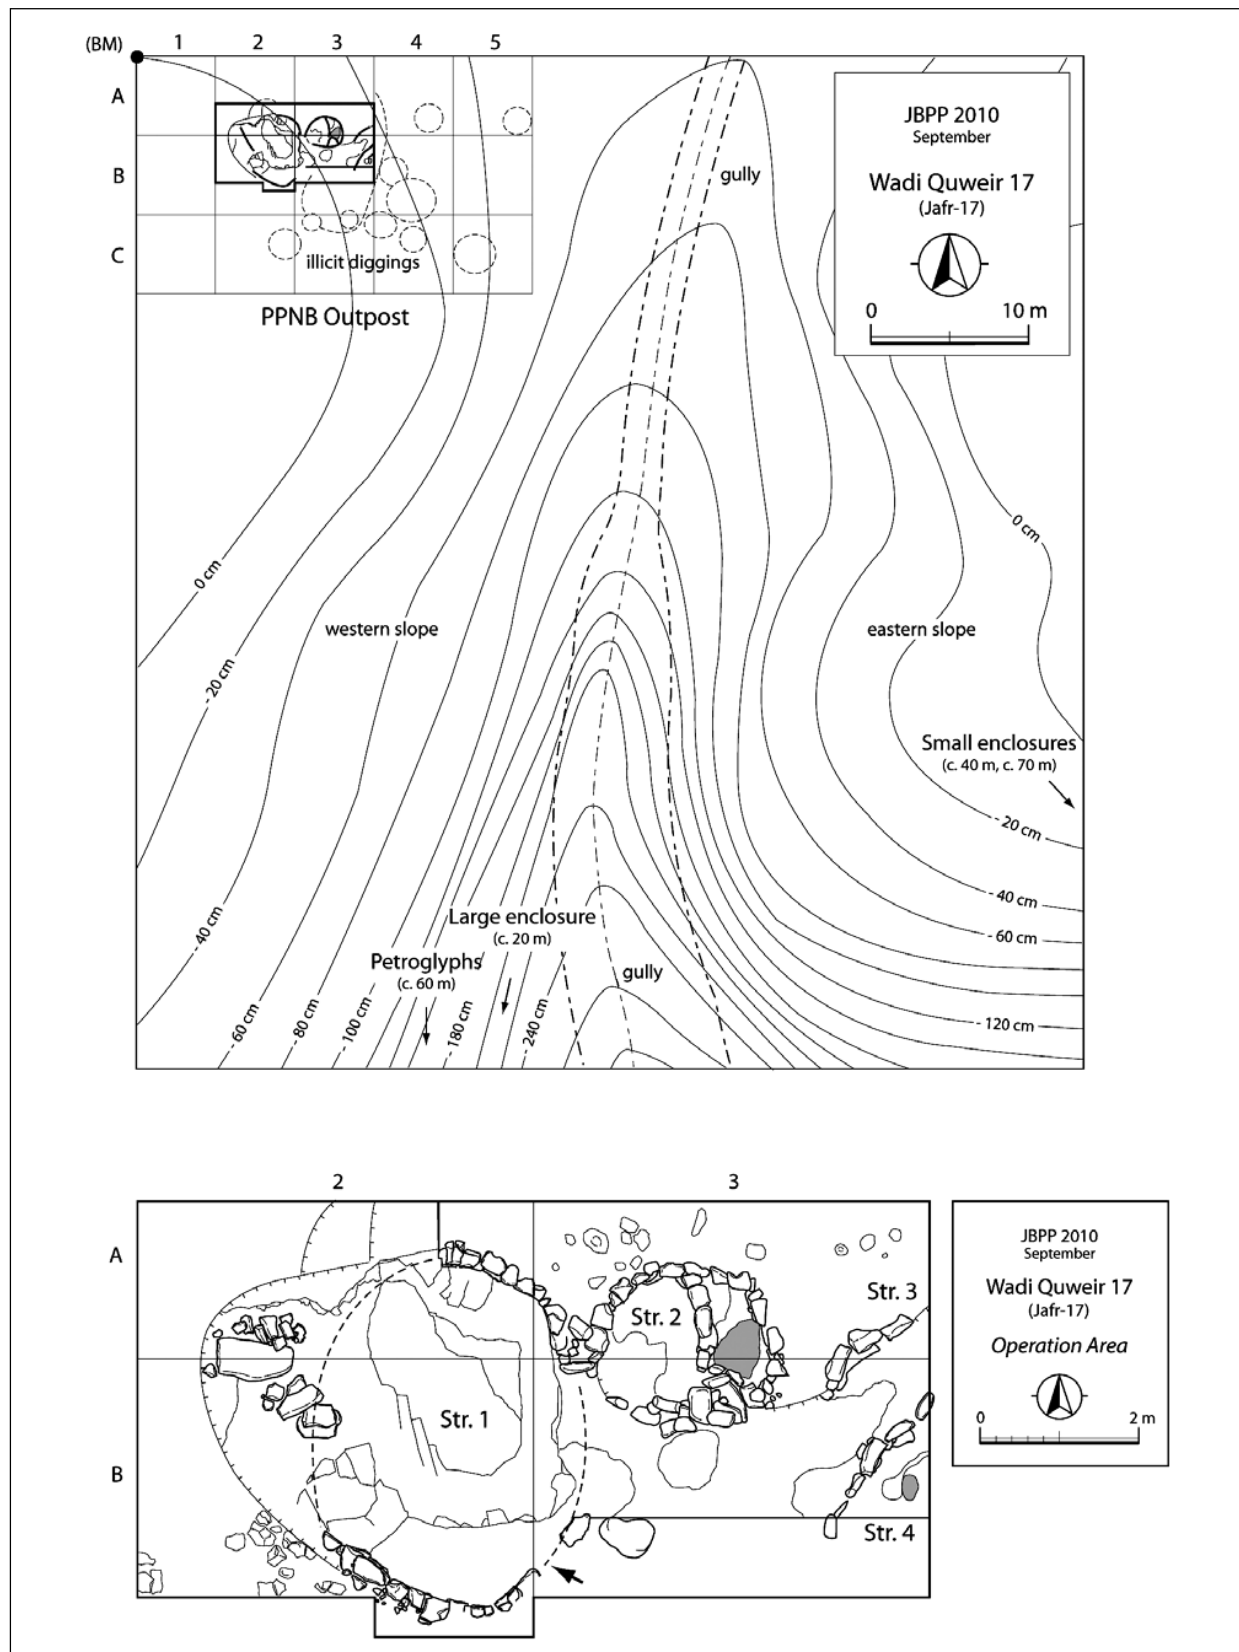 (BM)
1
2
3
4
5
A
B
C
illicit diggings
PPNB Outpost
gully
JBPP 2010
September
Wadi Quweir 17
(Jafr-17)
0
10 m
0 cm
0 cm
western slope
eastern slope
- 20 cm
Small enclosures
(c. 40 m, c. 70 m)
- 20 cm
- 40 cm
- 40 cm
- 60 cm
Large enclosure
(c. 20 m)
Petroglyphs
(c. 60 m)
gully
- 60 cm
- 80 cm
- 100 cm
- 180 cm
- 240 cm
- 120 cm
2
3
A
B
Str. 1
Str. 2
Str. 3
Str. 4
JBPP 2010
September
Wadi Quweir 17
(Jafr-17)
Operation Area
0
2 m